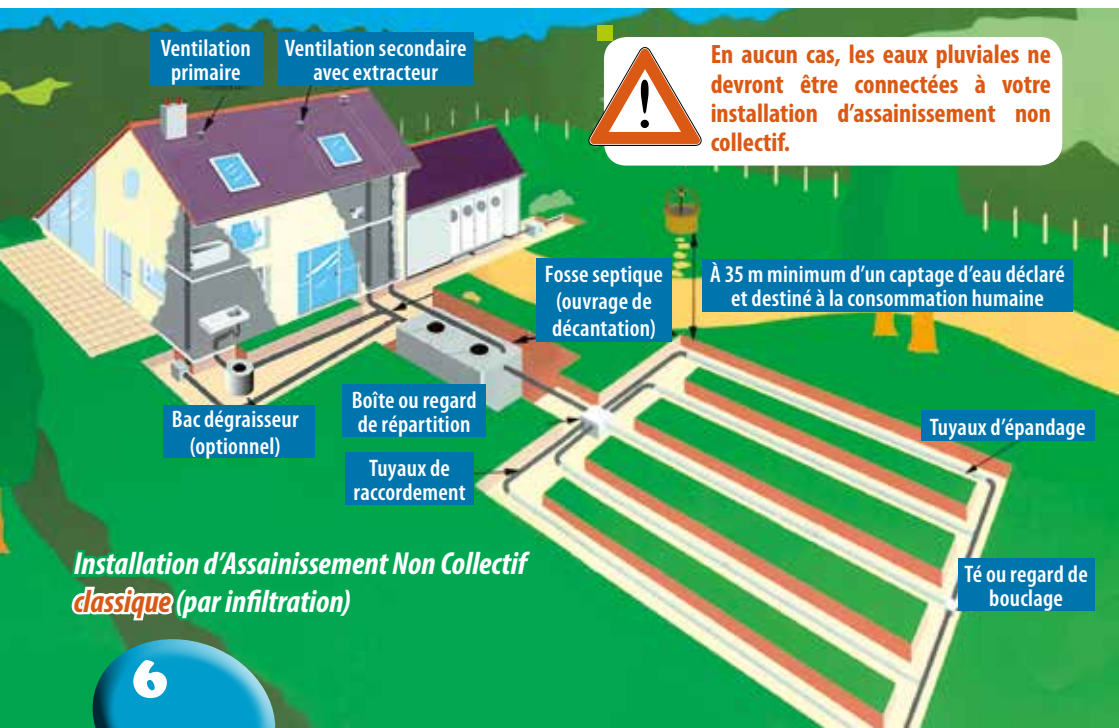 Ventilation
primaire
Ventilation secondaire
avec extracteur
En aucun cas, les eaux pluviales ne
devront être connectées à votre
installation d'assainissement non
collectif.
Fosse septique
(ouvrage de
décantation)
À 35 m minimum d'un captage d'eau déclaré
et destiné à la consommation humaine
Bac dégraisseur
(optionnel)
Boîte ou regard
de répartition
Tuyaux de
raccordement
Tuyaux d'épandage
Té ou regard de
bouclage
Installation d'Assainissement Non Collectif
classique (par infiltration)
6